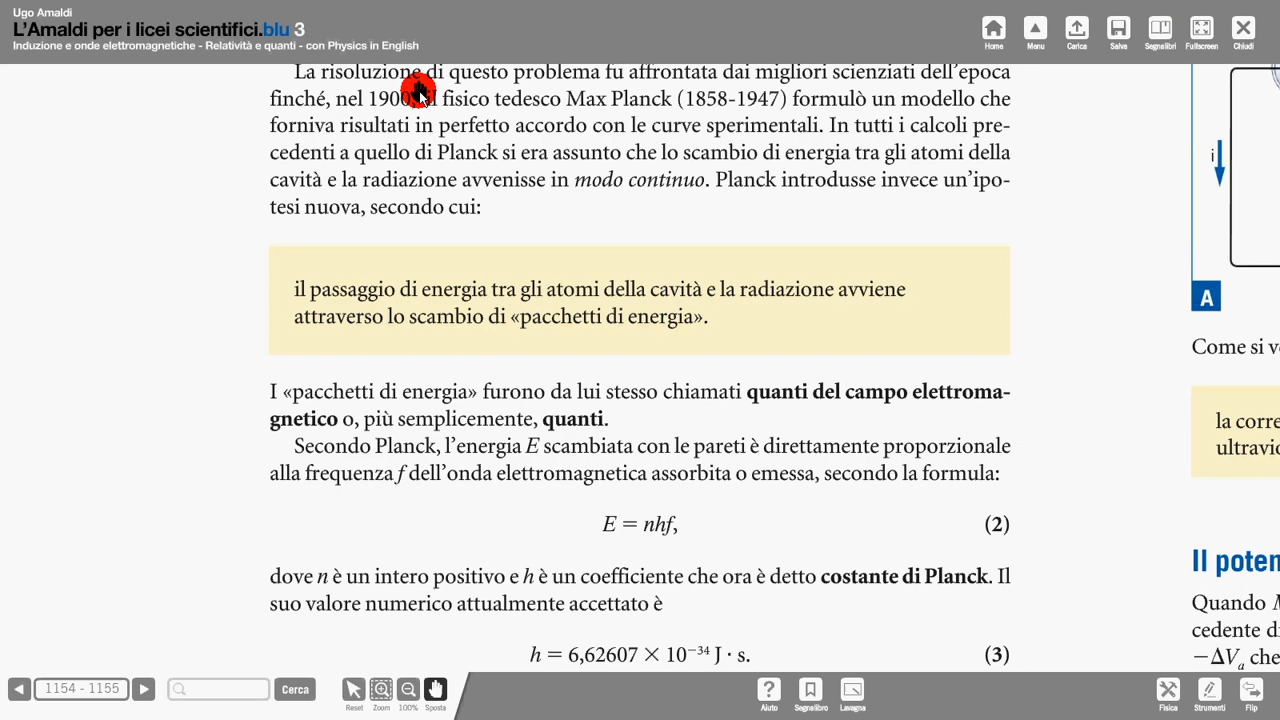 Ugo Amaldi
L'Amaldi per i licei scientifici.blu 3
Induzione e onde elettromagnetiche - Relatività e quanti - con Physics in English
Home Menu Carica Salva Segnalibri Fullscreen Chiudi
La risoluzione di questo problema fu affrontata dai migliori scienziati dell'epoca
finché, nel 1900, il fisico tedesco Max Planck (1858-1947) formulò un modello che
forniva risultati in perfetto accordo con le curve sperimentali. In tutti i calcoli pre-
cedenti a quello di Planck si era assunto che lo scambio di energia tra gli atomi della
cavità e la radiazione avvenisse in modo continuo. Planck introdusse invece un'ipo-
tesi nuova, secondo cui:
il passaggio di energia tra gli atomi della cavità e la radiazione avviene
attraverso lo scambio di «pacchetti di energia».
I «pacchetti di energia» furono da lui stesso chiamati quanti del campo elettroma-
gnetico o, più semplicemente, quanti.
Secondo Planck, l'energia E scambiata con le pareti è direttamente proporzionale
alla frequenza f dell'onda elettromagnetica assorbita o emessa, secondo la formula:
E = nhf, (2)
dove n è un intero positivo e h è un coefficiente che ora è detto costante di Planck. Il
suo valore numerico attualmente accettato è
h = 6,62607 × 10⁻³⁴ J · s. (3)
i
A
Come si v
la corre
ultravio
Il poten
Quando M
cedente di
−ΔVₐ che
1154 - 1155 Cerca Reset Zoom 100% Sposta Aiuto Segnalibro Lavagna Fisica Strumenti Flip